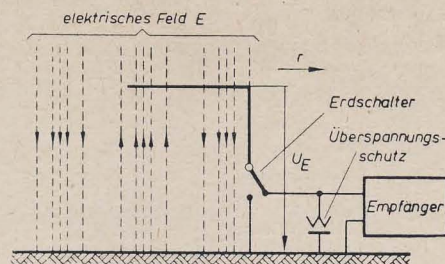 elektrisches Feld E
r
Erdschalter
Überspannungs-
schutz
U_E
Empfänger